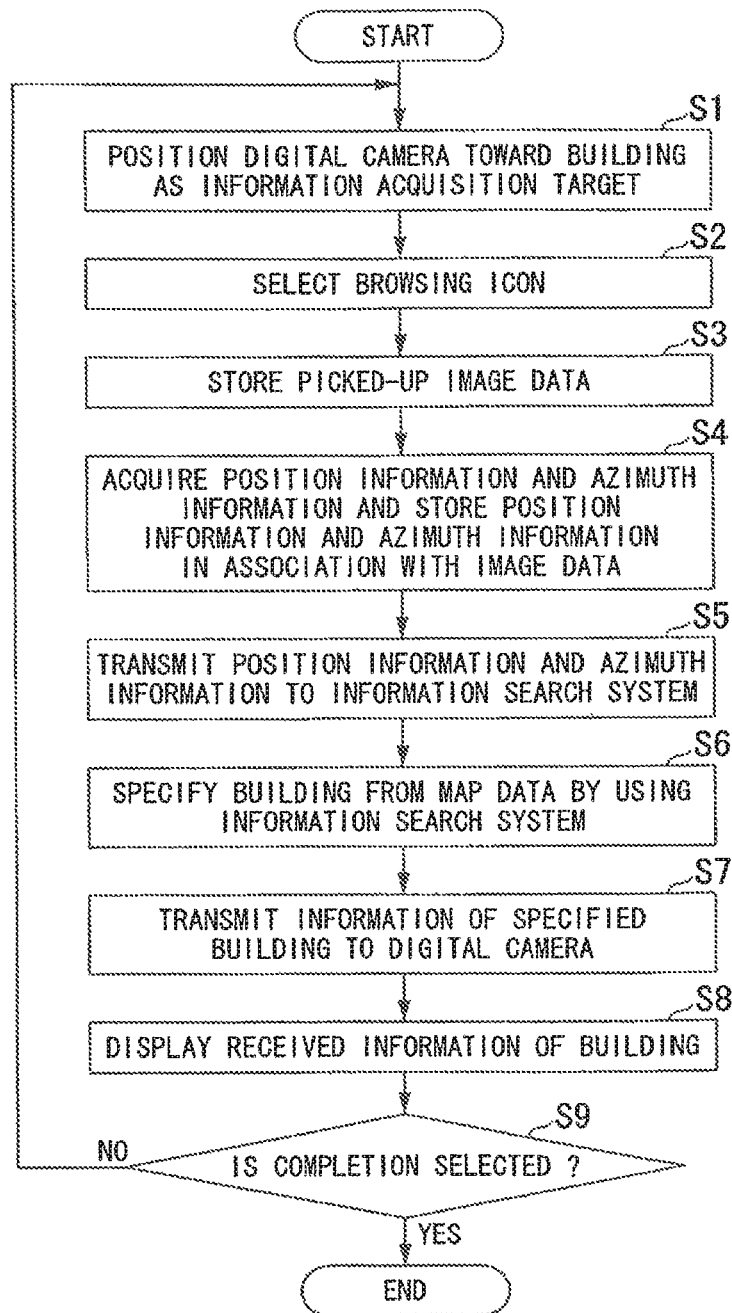 START
S1
POSITION DIGITAL CAMERA TOWARD BUILDING
AS INFORMATION ACQUISITION TARGET
S2
SELECT BROWSING ICON
S3
STORE PICKED-UP IMAGE DATA
S4
ACQUIRE POSITION INFORMATION AND AZIMUTH
INFORMATION AND STORE POSITION
INFORMATION AND AZIMUTH INFORMATION
IN ASSOCIATION WITH IMAGE DATA
S5
TRANSMIT POSITION INFORMATION AND AZIMUTH
INFORMATION TO INFORMATION SEARCH SYSTEM
S6
SPECIFY BUILDING FROM MAP DATA BY USING
INFORMATION SEARCH SYSTEM
S7
TRANSMIT INFORMATION OF SPECIFIED
BUILDING TO DIGITAL CAMERA
S8
DISPLAY RECEIVED INFORMATION OF BUILDING
S9
NO
IS COMPLETION SELECTED ?
YES
END